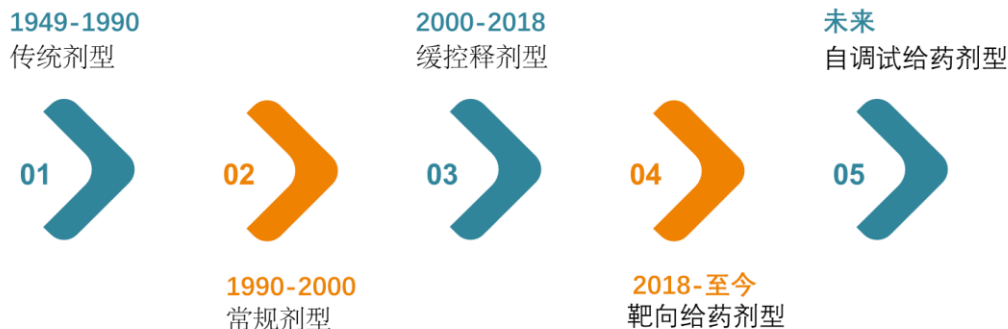 1949-1990
传统剂型
2000-2018
缓控释剂型
未来
自调试给药剂型
01
02
03
04
05
1990-2000
常规剂型
2018-至今
靶向给药剂型